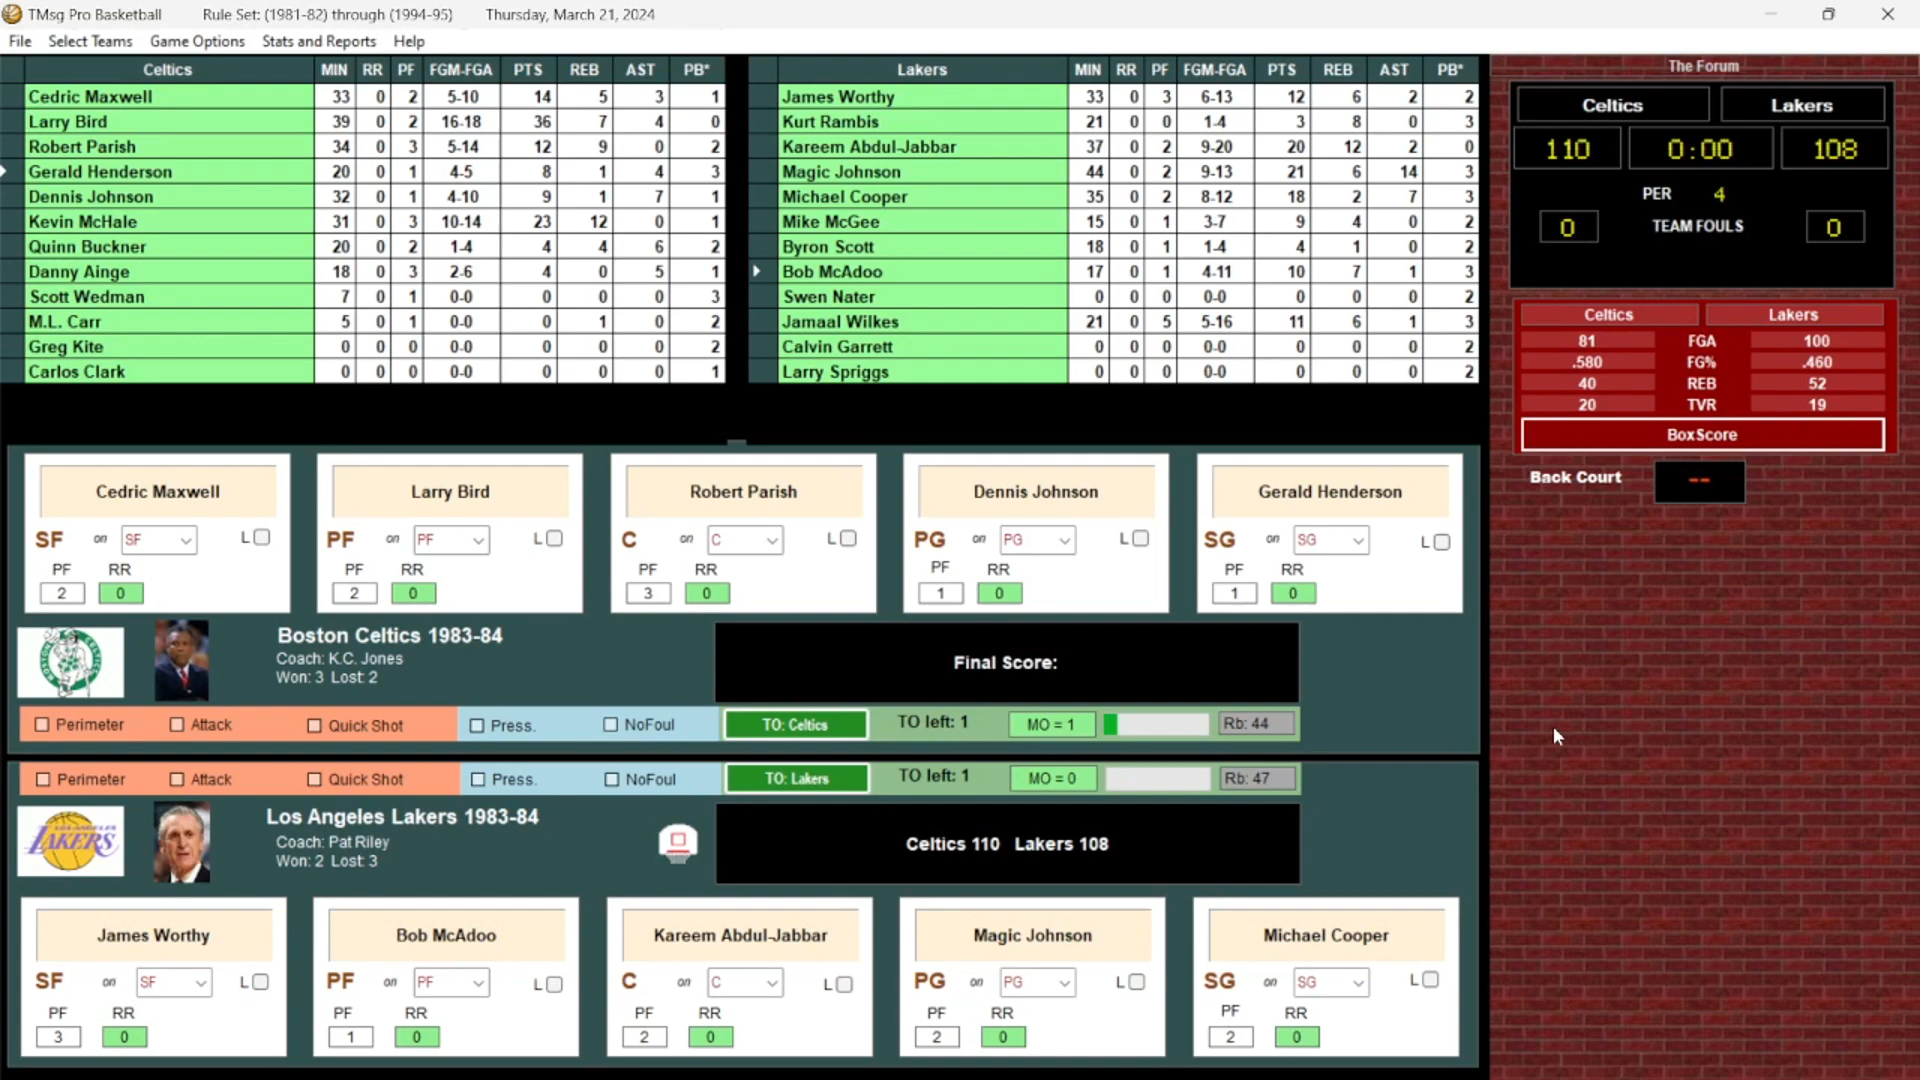 TMsg Pro Basketball Rule Set: (1981-82) through (1994-95) Thursday, March 21, 2024
File Select Teams Game Options Stats and Reports Help
Celtics MIN RR PF FGM-FGA PTS REB AST PB*
Cedric Maxwell 33 0 2 5-10 14 5 3 1
Larry Bird 39 0 2 16-18 36 7 4 0
Robert Parish 34 0 3 5-14 12 9 0 2
Gerald Henderson 20 0 1 4-5 8 1 4 3
Dennis Johnson 32 0 1 4-10 9 1 7 1
Kevin McHale 31 0 3 10-14 23 12 0 1
Quinn Buckner 20 0 2 1-4 4 4 6 2
Danny Ainge 18 0 3 2-6 4 0 5 1
Scott Wedman 7 0 1 0-0 0 0 0 3
M.L. Carr 5 0 1 0-0 0 1 0 2
Greg Kite 0 0 0 0-0 0 0 0 2
Carlos Clark 0 0 0 0-0 0 0 0 1
Lakers MIN RR PF FGM-FGA PTS REB AST PB*
James Worthy 33 0 3 6-13 12 6 2 2
Kurt Rambis 21 0 0 1-4 3 8 0 3
Kareem Abdul-Jabbar 37 0 2 9-20 20 12 2 0
Magic Johnson 44 0 2 9-13 21 6 14 3
Michael Cooper 35 0 2 8-12 18 2 7 3
Mike McGee 15 0 1 3-7 9 4 0 2
Byron Scott 18 0 1 1-4 4 1 0 2
Bob McAdoo 17 0 1 4-11 10 7 1 3
Swen Nater 0 0 0 0-0 0 0 0 2
Jamaal Wilkes 21 0 5 5-16 11 6 1 3
Calvin Garrett 0 0 0 0-0 0 0 0 2
Larry Spriggs 0 0 0 0-0 0 0 0 2
The Forum
Celtics Lakers
110 0:00 108
PER 4
0 TEAM FOULS 0
Celtics Lakers
81 FGA 100
.580 FG% .460
40 REB 52
20 TVR 19
BoxScore
Back Court --
Cedric Maxwell Larry Bird Robert Parish Dennis Johnson Gerald Henderson
SF on SF L PF on PF L C on C L PG on PG L SG on SG L
PF RR PF RR PF RR PF RR PF RR
2 0 2 0 3 0 1 0 1 0
Boston Celtics 1983-84
Coach: K.C. Jones
Won: 3 Lost: 2
Final Score:
Perimeter Attack Quick Shot Press. NoFoul TO: Celtics TO left: 1 MO = 1 Rb: 44
Perimeter Attack Quick Shot Press. NoFoul TO: Lakers TO left: 1 MO = 0 Rb: 47
LOS ANGELES
LAKERS
Los Angeles Lakers 1983-84
Coach: Pat Riley
Won: 2 Lost: 3
Celtics 110 Lakers 108
James Worthy Bob McAdoo Kareem Abdul-Jabbar Magic Johnson Michael Cooper
SF on SF L PF on PF L C on C L PG on PG L SG on SG L
PF RR PF RR PF RR PF RR PF RR
3 0 1 0 2 0 2 0 2 0